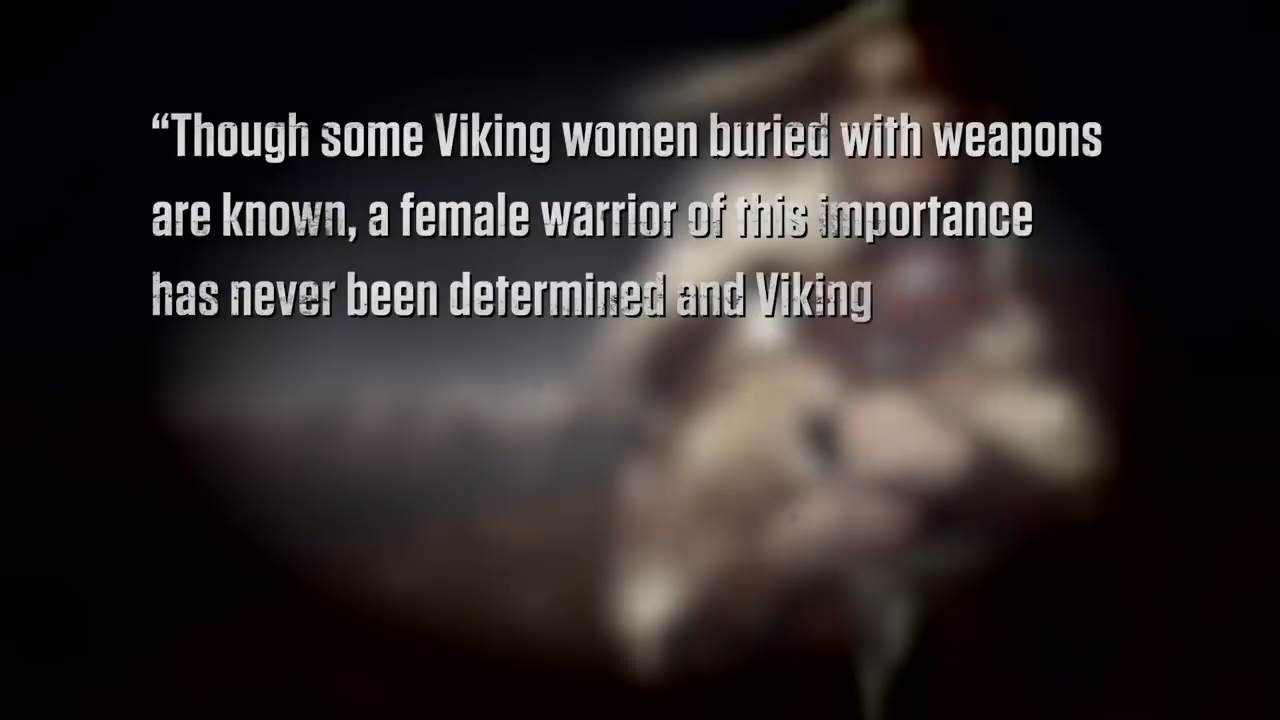 “Though some Viking women buried with weapons
are known, a female warrior of this importance
has never been determined and Viking